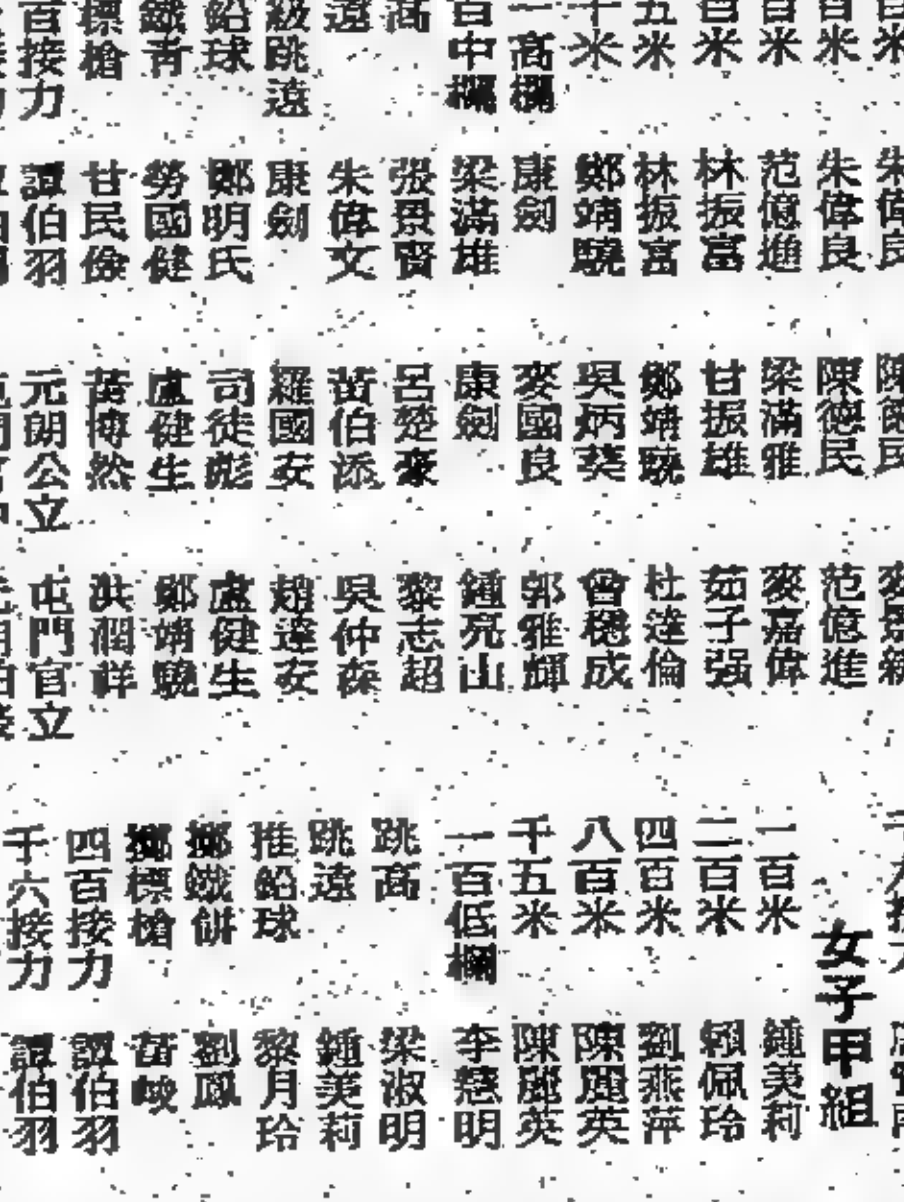 百米 朱偉良 陳德民
百米 朱偉良 陳德民 范億進
百米 范億進 梁滿雅 麥嘉偉
百米 林振富 甘振雄 茹子强
五米 林振富 鄭靖驍 杜達倫
千米 鄭靖驍 吳炳葵
一高欄 康劍 麥國良 郭雅輝
百中欄 梁滿雄 康劍 鍾亮山
高 張景賢 呂楚豪 黎志超
遠 朱偉文 黃伯添 吳仲森
級跳遠 康劍 羅國安 趙達安
鉛球 鄭明氏 司徒彪 盧健生
鐵 勞國健 盧健生 鄭靖驍
標槍 甘民儉 黃博然 洪潤祥
百接力 譚伯羽 元朗公立 屯門官立
女子甲組
一百米 鍾美莉
二百米 賴佩玲
四百米 劉燕萍
八百米 陳麗英
千五米 陳麗英
一百低欄 李慧明
跳高 梁淑明
跳遠 鍾美莉
推鉛球 黎月玲
擲鐵餅 劉鳳
擲標槍 黃映
四百接力 譚伯羽
千六接力 譚伯羽